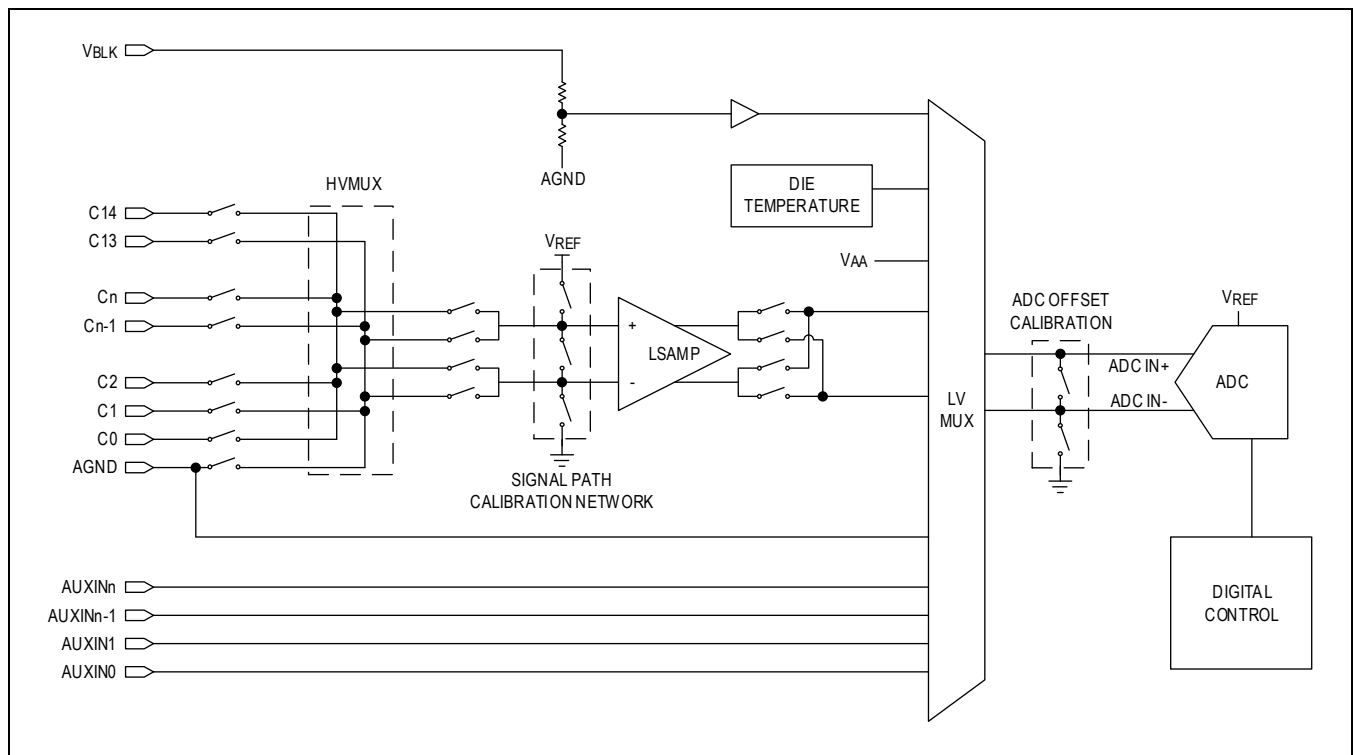 VBLK
AGND
HVMUX
DIE
TEMPERATURE
C14
C13
VREF
VAA
Cn
Cn-1
ADC OFFSET
CALIBRATION
VREF
+
LSAMP
-
ADC IN+
ADC
C2
C1
LV
MUX
ADC IN-
C0
AGND
SIGNAL PATH
CALIBRATION NETWORK
AUXINn
AUXINn-1
AUXIN1
AUXIN0
DIGITAL
CONTROL